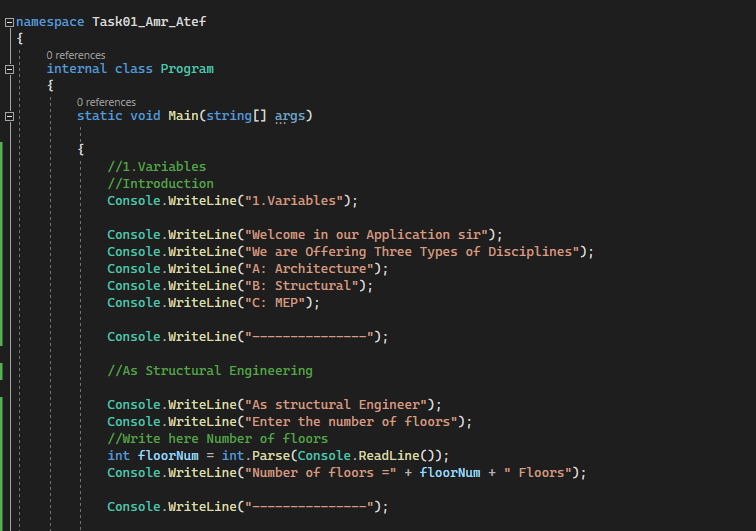 namespace Task01_Amr_Atef
{
0 references
internal class Program
{
0 references
static void Main(string[] args)
{
//1.Variables
//Introduction
Console.WriteLine("1.Variables");
Console.WriteLine("Welcome in our Application sir");
Console.WriteLine("We are Offering Three Types of Disciplines");
Console.WriteLine("A: Architecture");
Console.WriteLine("B: Structural");
Console.WriteLine("C: MEP");
Console.WriteLine("---------------");
//As Structural Engineering
Console.WriteLine("As structural Engineer");
Console.WriteLine("Enter the number of floors");
//Write here Number of floors
int floorNum = int.Parse(Console.ReadLine());
Console.WriteLine("Number of floors =" + floorNum + " Floors");
Console.WriteLine("---------------");